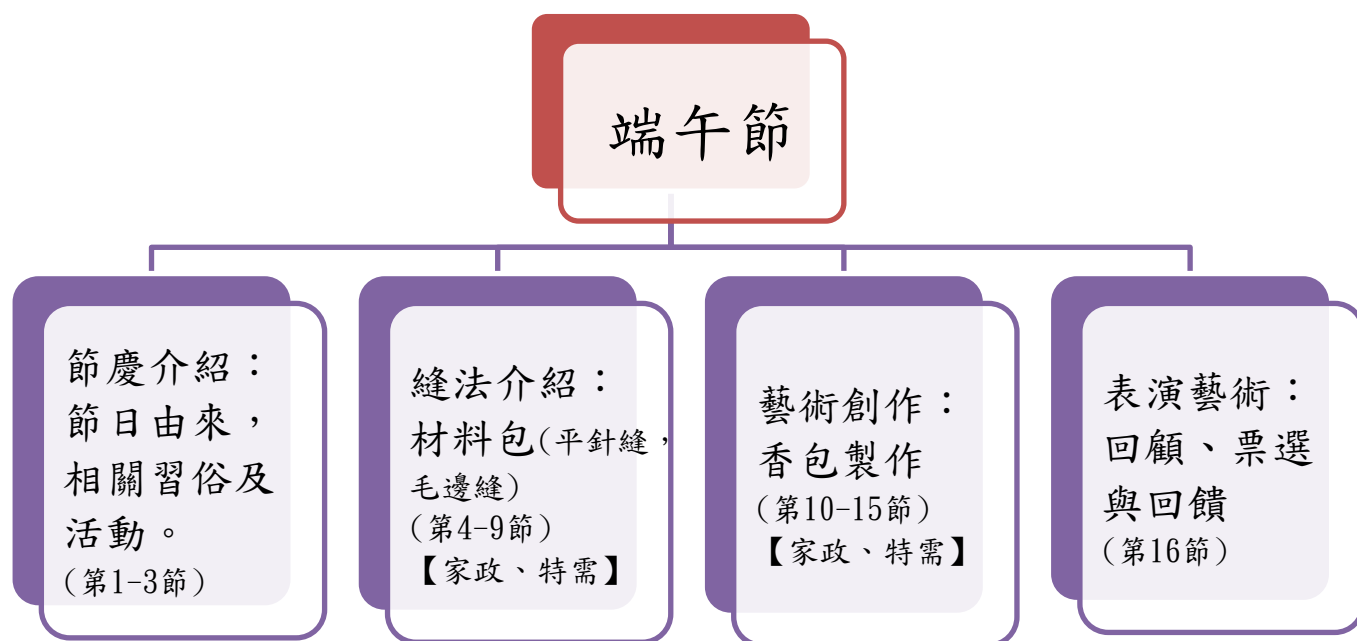 端午節
節慶介紹：
節日由來，
相關習俗及
活動。
(第1-3節)
縫法介紹：
材料包(平針縫，
毛邊縫)
(第4-9節)
【家政、特需】
藝術創作：
香包製作
(第10-15節)
【家政、特需】
表演藝術：
回顧、票選
與回饋
(第16節)